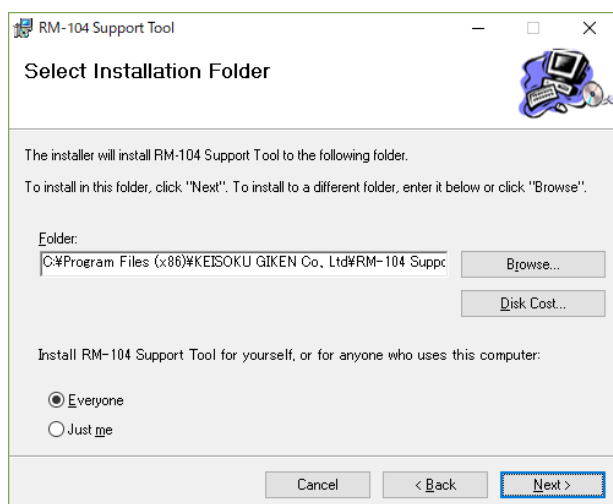 RM-104 Support Tool
Select Installation Folder
The installer will install RM-104 Support Tool to the following folder.
To install in this folder, click "Next". To install to a different folder, enter it below or click "Browse".
Folder:
C:¥Program Files (x86)¥KEISOKU GIKEN Co, Ltd¥RM-104 Suppo
Browse...
Disk Cost...
Install RM-104 Support Tool for yourself, or for anyone who uses this computer:
Everyone
Just me
Cancel
< Back
Next >